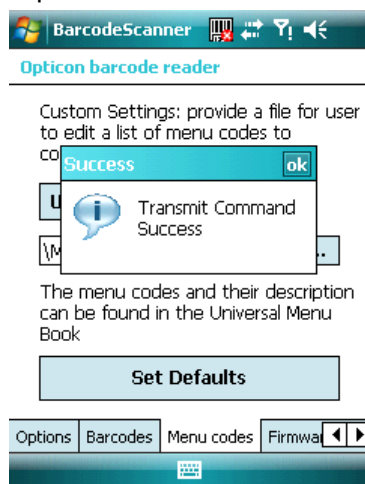 BarcodeScanner
Opticon barcode reader
Custom Settings: provide a file for user
to edit a list of menu codes to
co
Success ok
U
Transmit Command
Success
\M ..
The menu codes and their description
can be found in the Universal Menu
Book
Set Defaults
Options Barcodes Menu codes Firmwa